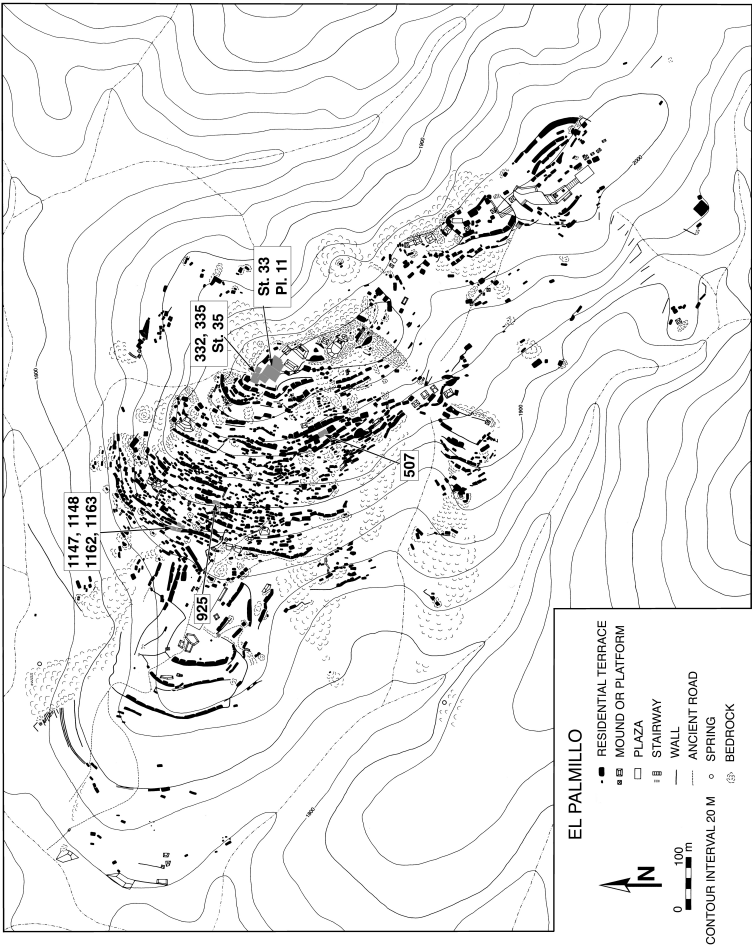 St. 33
Pl. 11
332, 335
St. 35
507
1147, 1148
1162, 1163
925
1900
2000
1900
1900
1800
EL PALMILLO
RESIDENTIAL TERRACE
MOUND OR PLATFORM
PLAZA
STAIRWAY
WALL
ANCIENT ROAD
SPRING
BEDROCK
N
0 100
m
CONTOUR INTERVAL 20 M